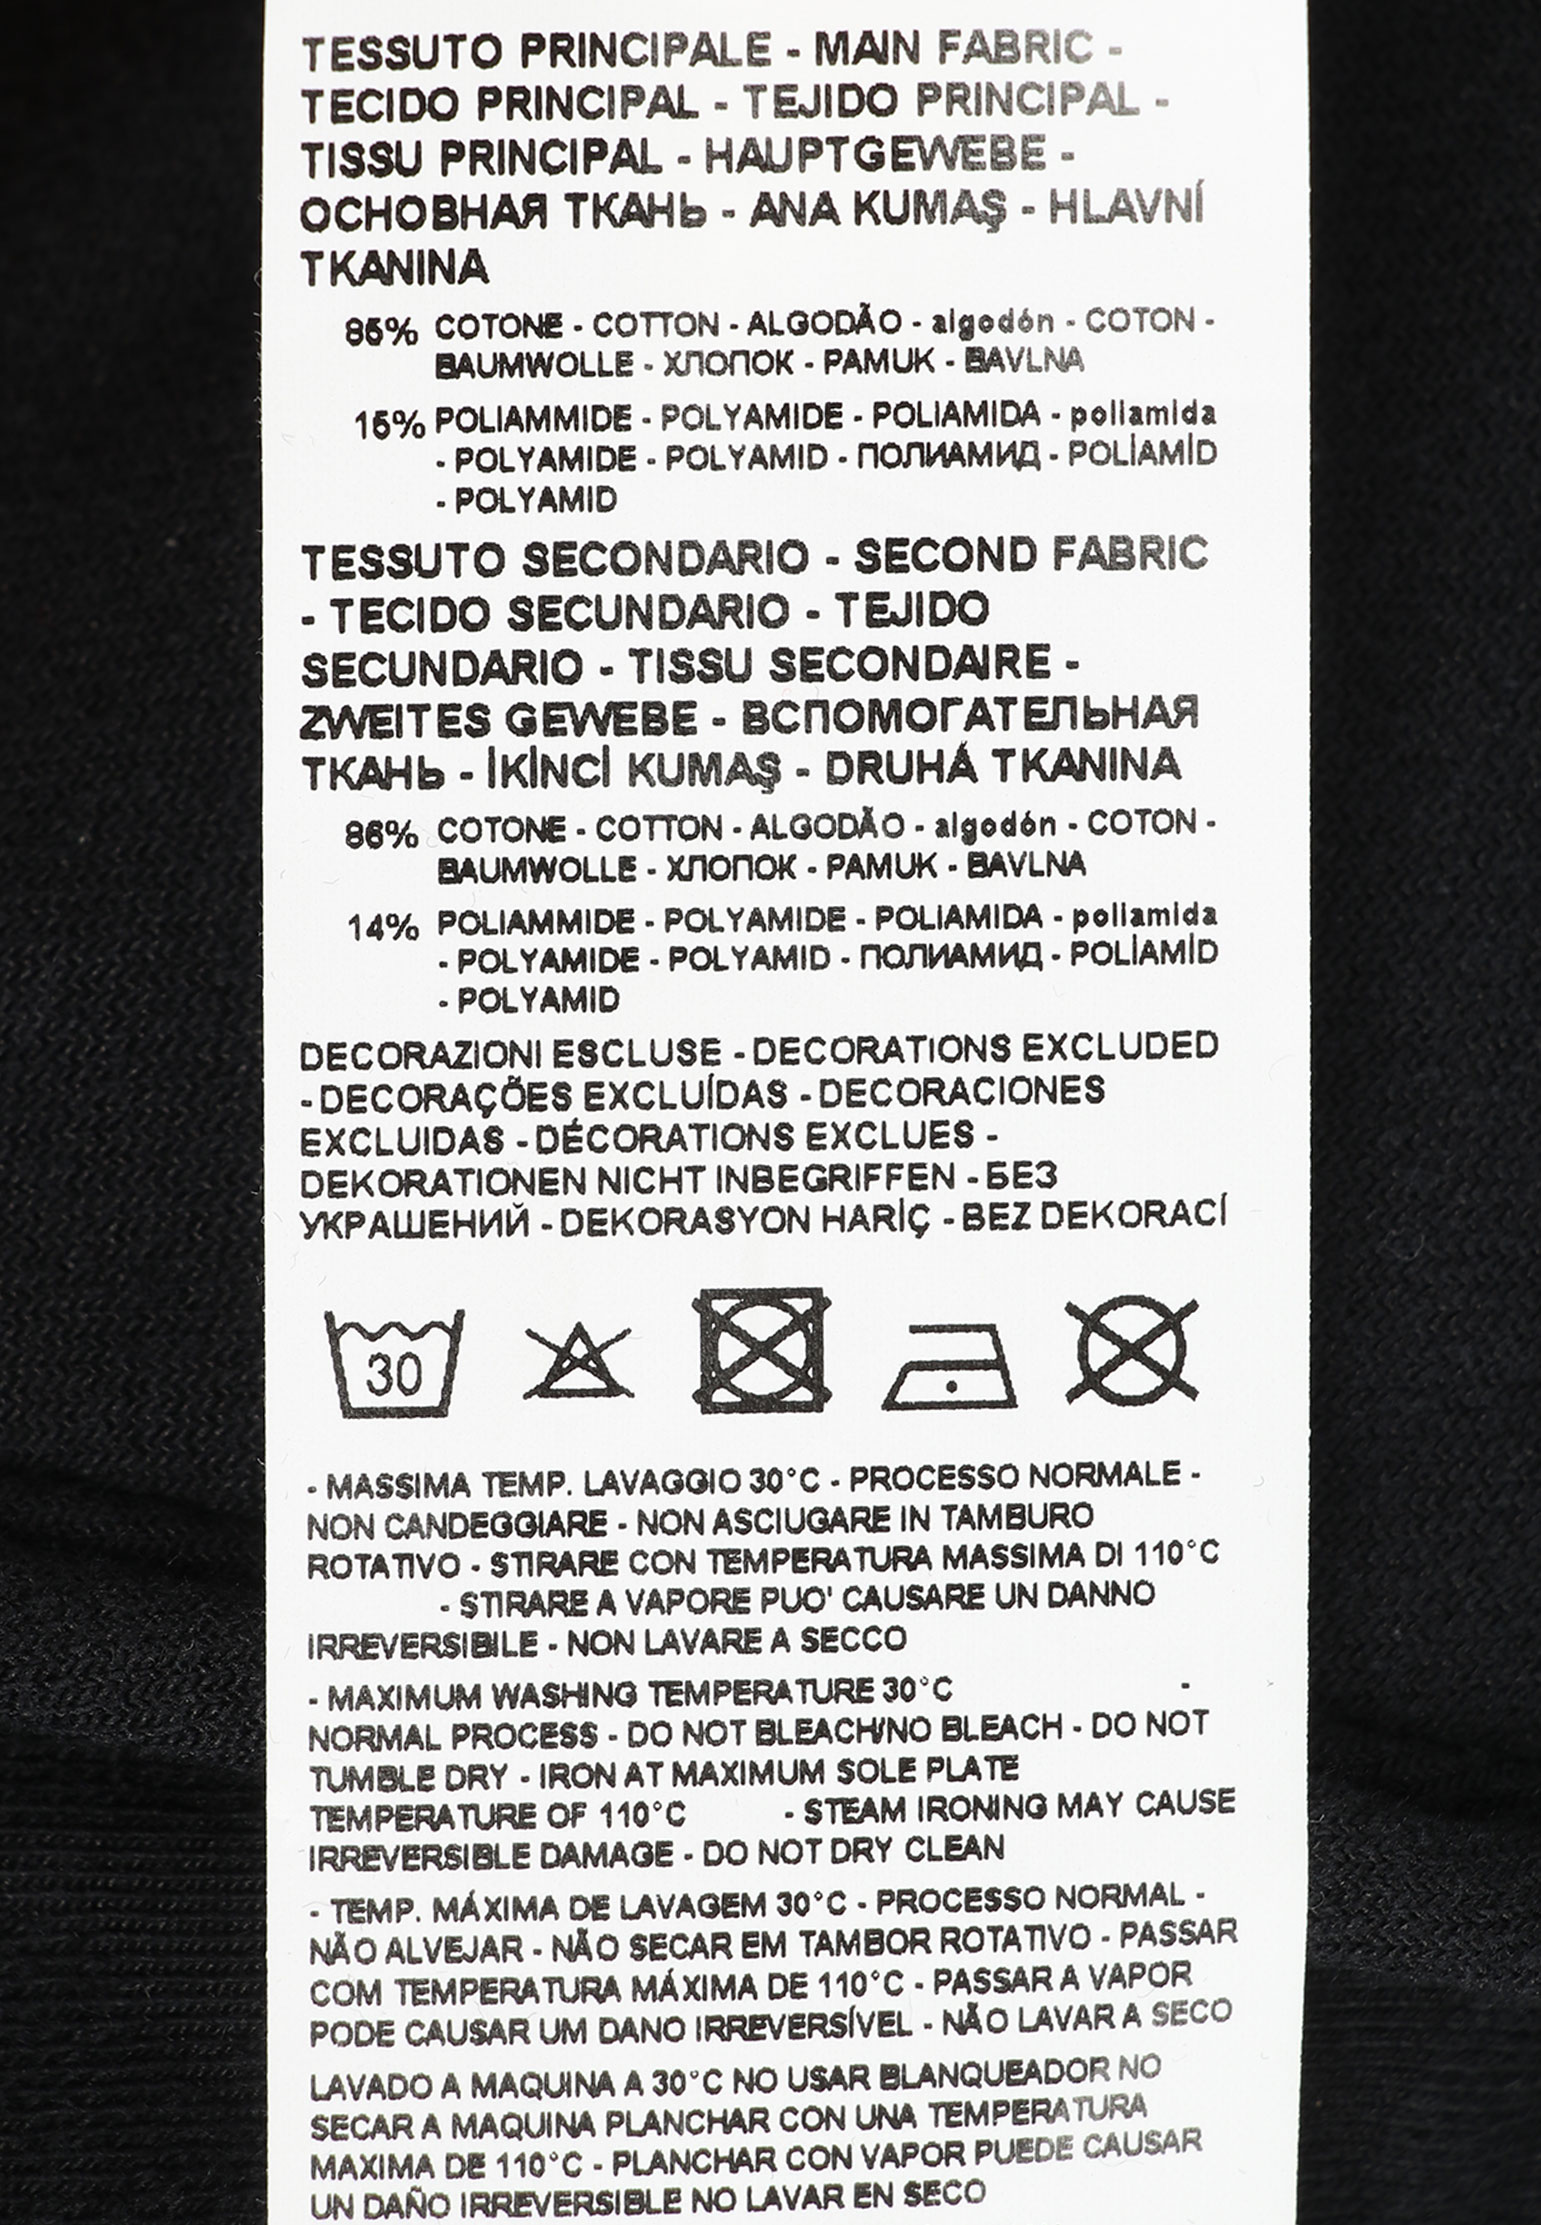 TESSUTO PRINCIPALE - MAIN FABRIC -
TECIDO PRINCIPAL - TEJIDO PRINCIPAL -
TISSU PRINCIPAL - HAUPTGEWEBE -
ОСНОВНАЯ ТКАНЬ - ANA KUMAŞ - HLAVNÍ
TKANINA
85% COTONE - COTTON - ALGODÃO - algodón - COTON -
BAUMWOLLE - ХЛОПОК - PAMUK - BAVLNA
15% POLIAMMIDE - POLYAMIDE - POLIAMIDA - poliamida
- POLYAMIDE - POLYAMID - ПОЛИАМИД - POLİAMİD
- POLYAMID
TESSUTO SECONDARIO - SECOND FABRIC
- TECIDO SECUNDARIO - TEJIDO
SECUNDARIO - TISSU SECONDAIRE -
ZWEITES GEWEBE - ВСПОМОГАТЕЛЬНАЯ
ТКАНЬ - İKİNCİ KUMAŞ - DRUHÁ TKANINA
86% COTONE - COTTON - ALGODÃO - algodón - COTON -
BAUMWOLLE - ХЛОПОК - PAMUK - BAVLNA
14% POLIAMMIDE - POLYAMIDE - POLIAMIDA - poliamida
- POLYAMIDE - POLYAMID - ПОЛИАМИД - POLİAMİD
- POLYAMID
DECORAZIONI ESCLUSE - DECORATIONS EXCLUDED
- DECORAÇÕES EXCLUÍDAS - DECORACIONES
EXCLUIDAS - DÉCORATIONS EXCLUES -
DEKORATIONEN NICHT INBEGRIFFEN - БЕЗ
УКРАШЕНИЙ - DEKORASYON HARİÇ - BEZ DEKORACÍ
30
- MASSIMA TEMP. LAVAGGIO 30°C - PROCESSO NORMALE -
NON CANDEGGIARE - NON ASCIUGARE IN TAMBURO
ROTATIVO - STIRARE CON TEMPERATURA MASSIMA DI 110°C
- STIRARE A VAPORE PUO' CAUSARE UN DANNO
IRREVERSIBILE - NON LAVARE A SECCO
- MAXIMUM WASHING TEMPERATURE 30°C -
NORMAL PROCESS - DO NOT BLEACH/NO BLEACH - DO NOT
TUMBLE DRY - IRON AT MAXIMUM SOLE PLATE
TEMPERATURE OF 110°C - STEAM IRONING MAY CAUSE
IRREVERSIBLE DAMAGE - DO NOT DRY CLEAN
- TEMP. MÁXIMA DE LAVAGEM 30°C - PROCESSO NORMAL -
NÃO ALVEJAR - NÃO SECAR EM TAMBOR ROTATIVO - PASSAR
COM TEMPERATURA MÁXIMA DE 110°C - PASSAR A VAPOR
PODE CAUSAR UM DANO IRREVERSÍVEL - NÃO LAVAR A SECO
LAVADO A MAQUINA A 30°C NO USAR BLANQUEADOR NO
SECAR A MAQUINA PLANCHAR CON UNA TEMPERATURA
MAXIMA DE 110°C - PLANCHAR CON VAPOR PUEDE CAUSAR
UN DAÑO IRREVERSIBLE NO LAVAR EN SECO